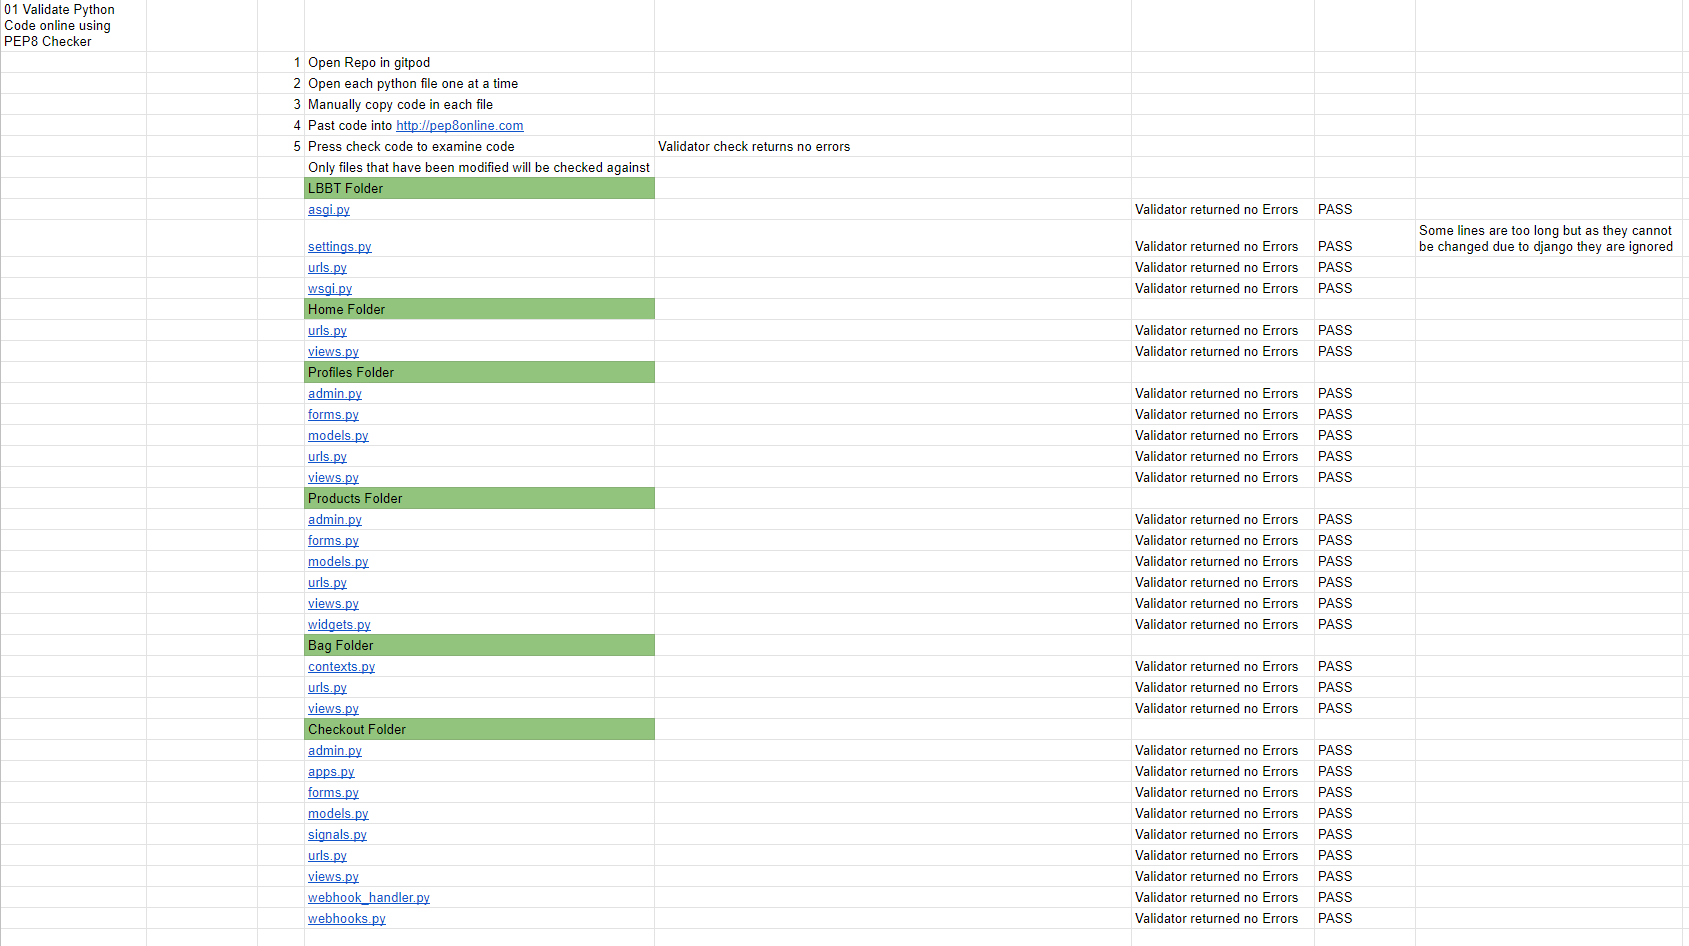 01 Validate Python
Code online using
PEP8 Checker
1 Open Repo in gitpod
2 Open each python file one at a time
3 Manually copy code in each file
4 Past code into http://pep8online.com
5 Press check code to examine code Validator check returns no errors
Only files that have been modified will be checked against
LBBT Folder
asgi.py Validator returned no Errors PASS
settings.py Validator returned no Errors PASS Some lines are too long but as they cannot
be changed due to django they are ignored
urls.py Validator returned no Errors PASS
wsgi.py Validator returned no Errors PASS
Home Folder
urls.py Validator returned no Errors PASS
views.py Validator returned no Errors PASS
Profiles Folder
admin.py Validator returned no Errors PASS
forms.py Validator returned no Errors PASS
models.py Validator returned no Errors PASS
urls.py Validator returned no Errors PASS
views.py Validator returned no Errors PASS
Products Folder
admin.py Validator returned no Errors PASS
forms.py Validator returned no Errors PASS
models.py Validator returned no Errors PASS
urls.py Validator returned no Errors PASS
views.py Validator returned no Errors PASS
widgets.py Validator returned no Errors PASS
Bag Folder
contexts.py Validator returned no Errors PASS
urls.py Validator returned no Errors PASS
views.py Validator returned no Errors PASS
Checkout Folder
admin.py Validator returned no Errors PASS
apps.py Validator returned no Errors PASS
forms.py Validator returned no Errors PASS
models.py Validator returned no Errors PASS
signals.py Validator returned no Errors PASS
urls.py Validator returned no Errors PASS
views.py Validator returned no Errors PASS
webhook_handler.py Validator returned no Errors PASS
webhooks.py Validator returned no Errors PASS